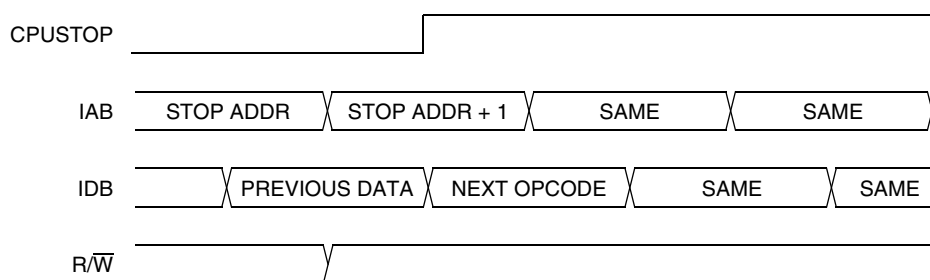 CPUSTOP
IAB STOP ADDR STOP ADDR + 1 SAME SAME
IDB PREVIOUS DATA NEXT OPCODE SAME SAME
R/W̅